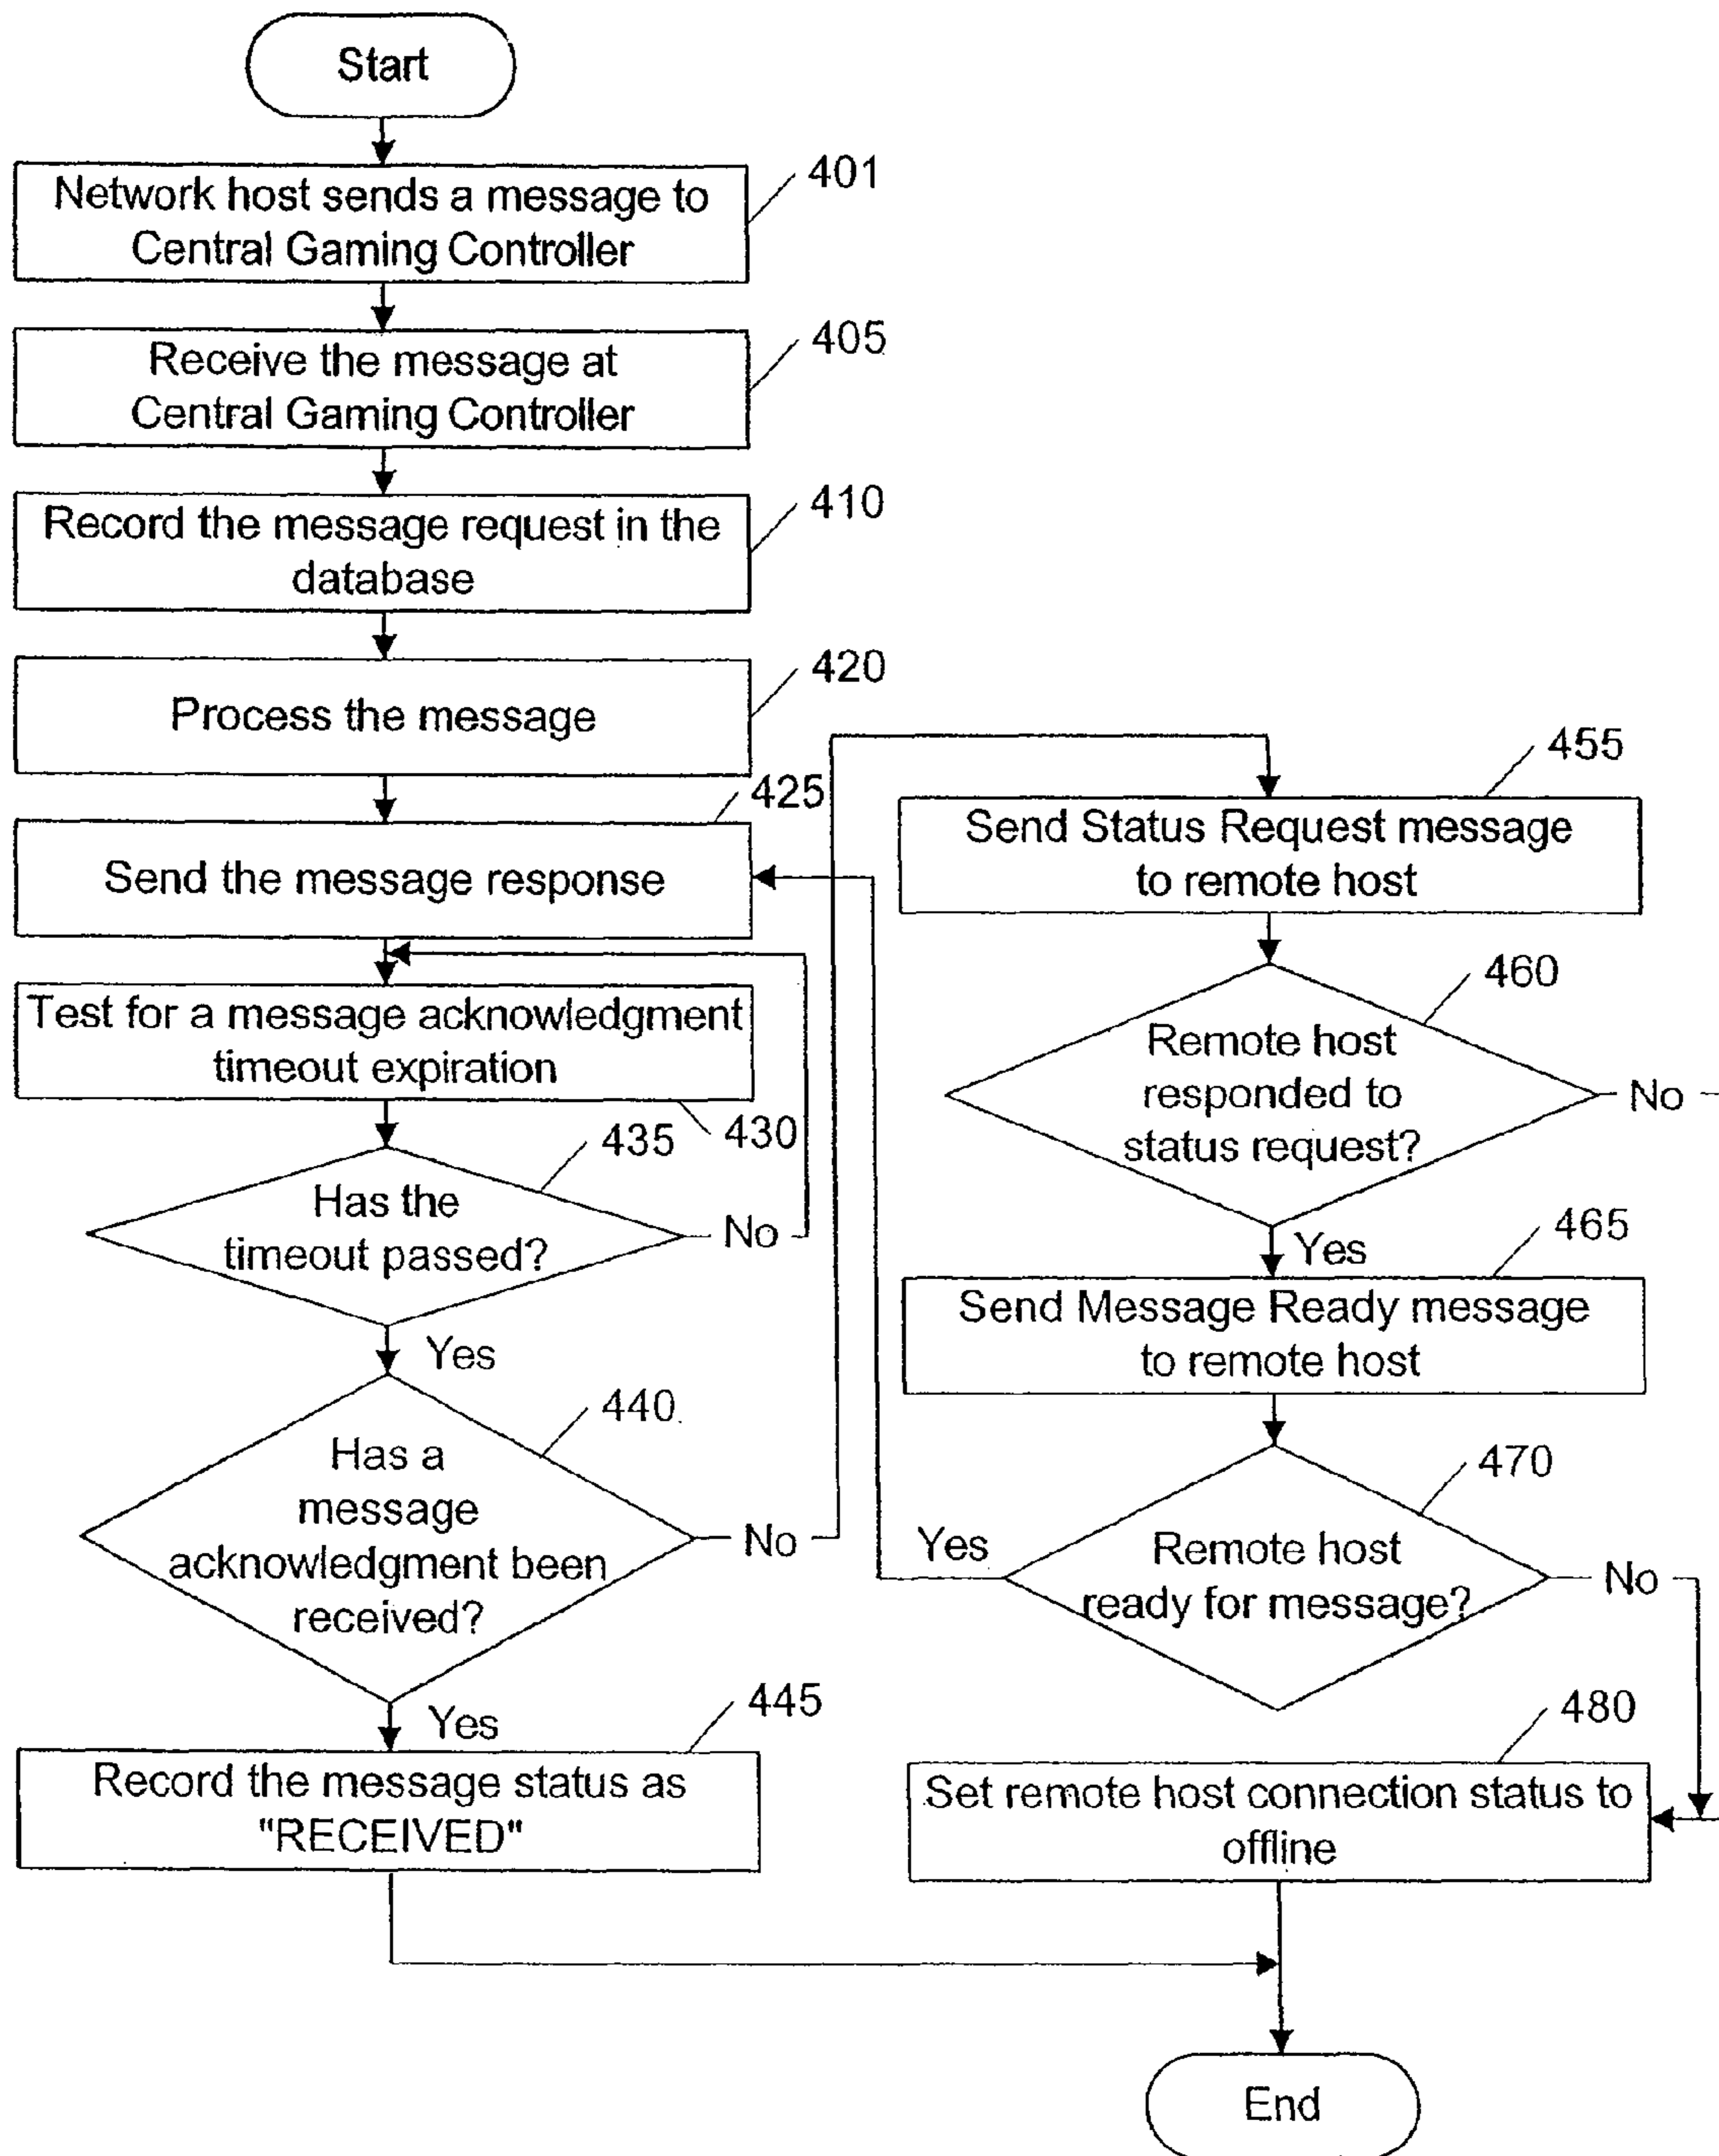 Start
401
Network host sends a message to
Central Gaming Controller
405
Receive the message at
Central Gaming Controller
410
Record the message request in the
database
420
Process the message
425
Send the message response
Test for a message acknowledgment
timeout expiration
430
435
Has the
timeout passed?
No
Yes
440
Has a
message
acknowledgment been
received?
No
Yes
445
Record the message status as
"RECEIVED"
455
Send Status Request message
to remote host
460
Remote host
responded to
status request?
No
Yes
465
Send Message Ready message
to remote host
470
Remote host
ready for message?
Yes
No
480
Set remote host connection status to
offline
End